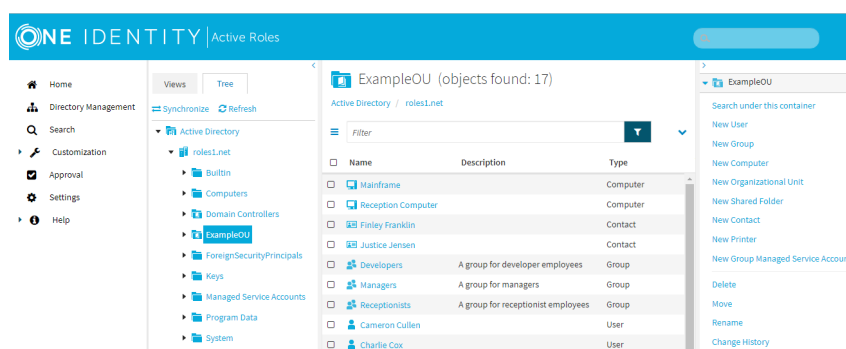 ONE IDENTITY Active Roles
Home
Directory Management
Search
Customization
Approval
Settings
Help
Views Tree
Synchronize Refresh
Active Directory
roles1.net
Builtin
Computers
Domain Controllers
ExampleOU
ForeignSecurityPrincipals
Keys
Managed Service Accounts
Program Data
System
ExampleOU (objects found: 17)
Active Directory / roles1.net
Filter
Name Description Type
Mainframe Computer
Reception Computer Computer
Finley Franklin Contact
Justice Jensen Contact
Developers A group for developer employees Group
Managers A group for managers Group
Receptionists A group for receptionist employees Group
Cameron Cullen User
Charlie Cox User
ExampleOU
Search under this container
New User
New Group
New Computer
New Organizational Unit
New Shared Folder
New Contact
New Printer
New Group Managed Service Accour
Delete
Move
Rename
Change History